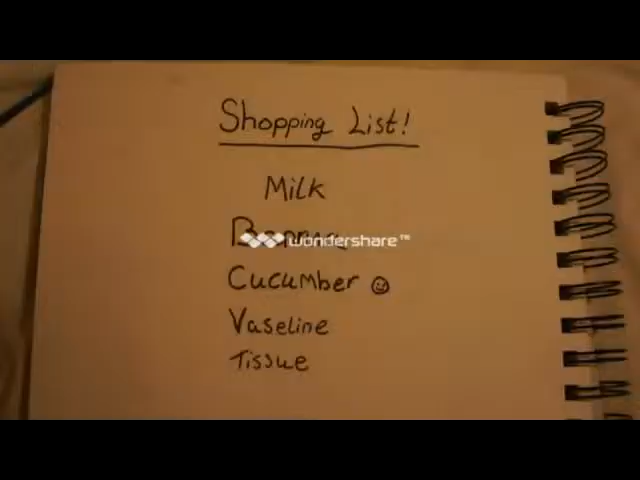 Shopping List!
Milk
wondershare™
Cucumber ☺
Vaseline
Tissue